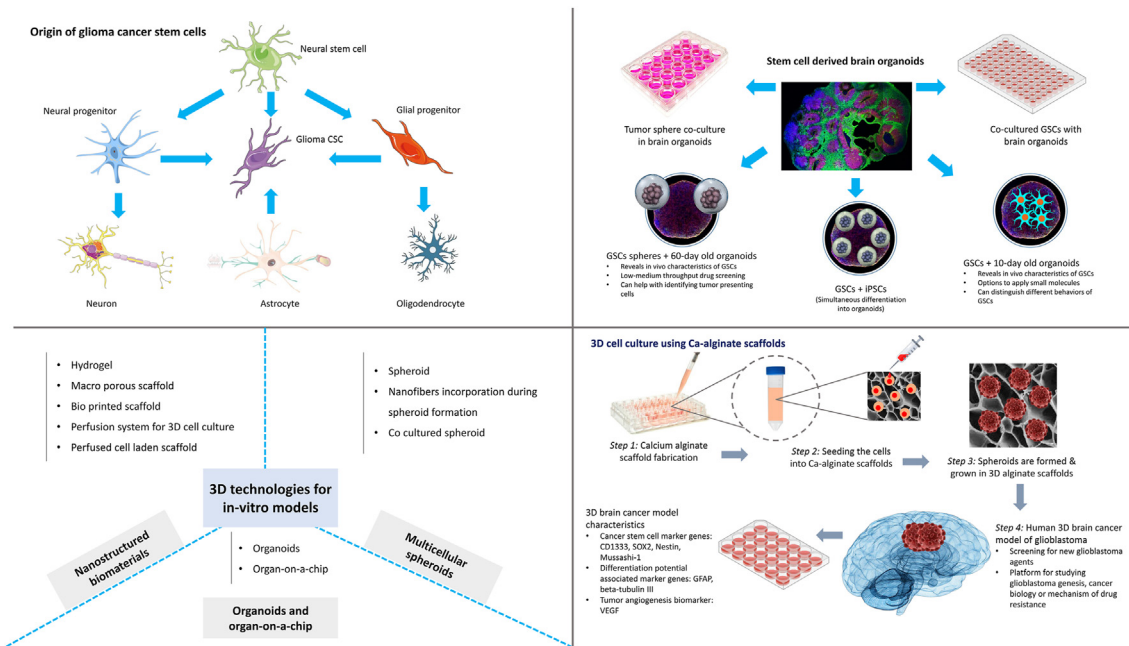 Origin of glioma cancer stem cells
Neural stem cell
Neural progenitor
Glial progenitor
Glioma CSC
Neuron
Astrocyte
Oligodendrocyte
Stem cell derived brain organoids
Tumor sphere co-culture
in brain organoids
Co-cultured GSCs with
brain organoids
GSCs spheres + 60-day old organoids
• Reveals in vivo characteristics of GSCs
• Low-medium throughput drug screening
• Can help with identifying tumor presenting
cells
GSCs + iPSCs
(Simultaneous differentiation
into organoids)
GSCs + 10-day old organoids
• Reveals in vivo characteristics of GSCs
• Options to apply small molecules
• Can distinguish different behaviors of
GSCs
• Hydrogel
• Macro porous scaffold
• Bio printed scaffold
• Perfusion system for 3D cell culture
• Perfused cell laden scaffold
• Spheroid
• Nanofibers incorporation during
spheroid formation
• Co cultured spheroid
3D technologies for
in-vitro models
Nanostructured
biomaterials
• Organoids
• Organ-on-a-chip
Multicellular
spheroids
Organoids and
organ-on-a-chip
3D cell culture using Ca-alginate scaffolds
Step 1: Calcium alginate
scaffold fabrication
Step 2: Seeding the cells
into Ca-alginate scaffolds
Step 3: Spheroids are formed &
grown in 3D alginate scaffolds
3D brain cancer model
characteristics
• Cancer stem cell marker genes:
CD1333, SOX2, Nestin,
Mussashi-1
• Differentiation potential
associated marker genes: GFAP,
beta-tubulin III
• Tumor angiogenesis biomarker:
VEGF
Step 4: Human 3D brain cancer
model of glioblastoma
• Screening for new glioblastoma
agents
• Platform for studying
glioblastoma genesis, cancer
biology or mechanism of drug
resistance